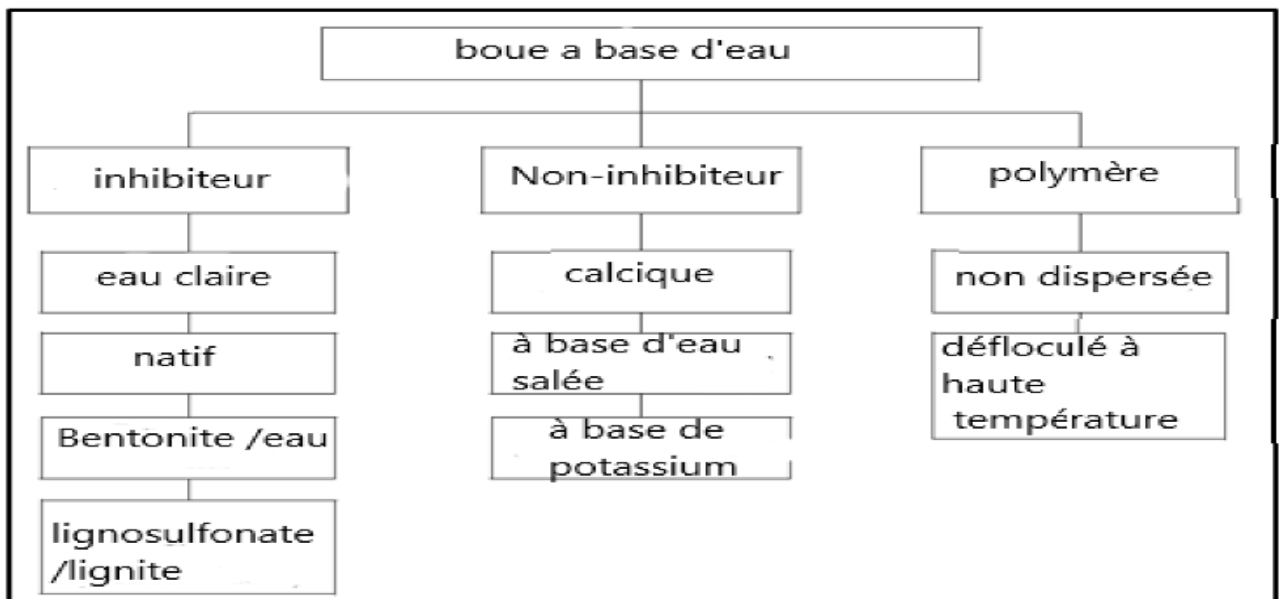 boue a base d'eau
inhibiteur
eau claire
natif
Bentonite /eau
lignosulfonate
/lignite
Non-inhibiteur
calcique
à base d'eau
salée
à base de
potassium
polymère
non dispersée
défloculé à
haute
température